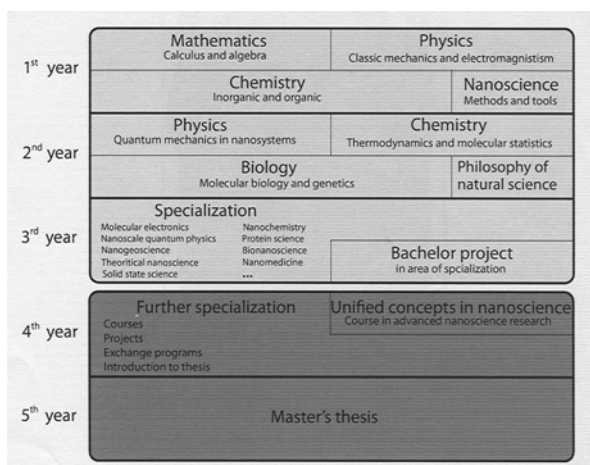 1st year
Mathematics
Calculus and algebra
Physics
Classic mechanics and electromagnistism
Chemistry
Inorganic and organic
Nanoscience
Methods and tools
2nd year
Physics
Quantum mechanics in nanosystems
Chemistry
Thermodynamics and molecular statistics
Biology
Molecular biology and genetics
Philosophy of
natural science
3rd year
Specialization
Molecular electronics
Nanoscale quantum physics
Nanogeoscience
Theoritical nanoscience
Solid state science
Nanochemistry
Protein science
Bionanoscience
Nanomedicine
...
Bachelor project
in area of spcialization
4th year
Further specialization
Courses
Projects
Exchange programs
Introduction to thesis
Unified concepts in nanoscience
Course in advanced nanoscience research
5th year
Master's thesis